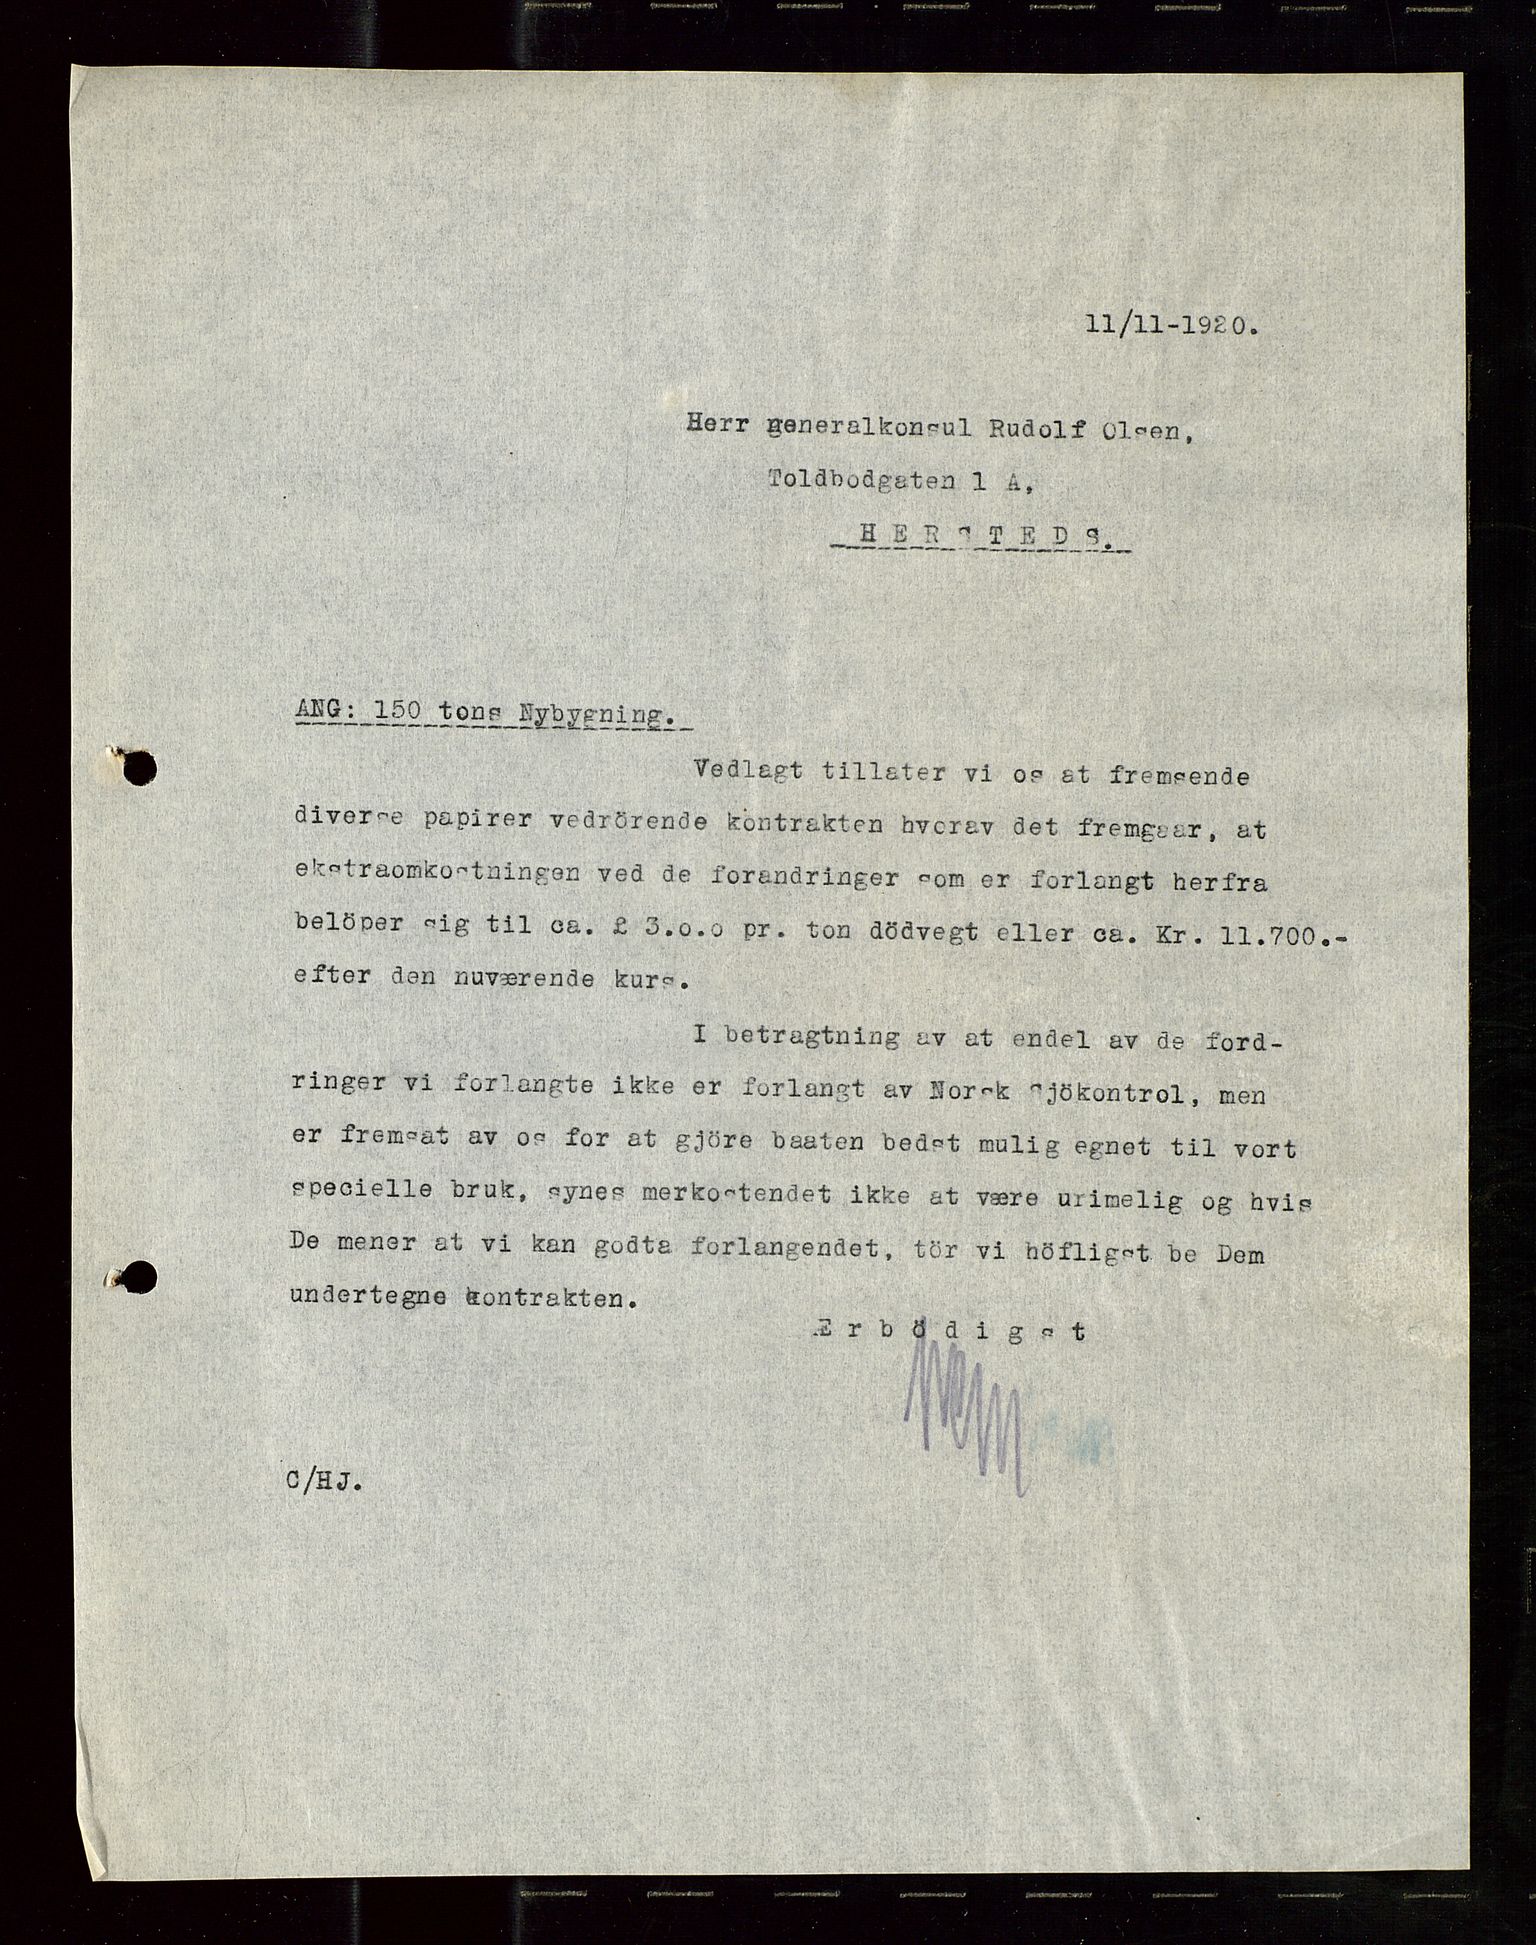 11/11-1920.
Herr generalkonsul Rudolf Olsen,
Toldbodgaten 1 A,
H E R S T E D S.
ANG: 150 tons Nybygning.
Vedlagt tillater vi os at fremsende
diverse papirer vedrörende kontrakten hvorav det fremgaar, at
ekstraomkostningen ved de forandringer som er forlangt herfra
belöper sig til ca. £ 3.o.o pr. ton dödvegt eller ca. Kr. 11.700.-
efter den nuværende kurs.
I betragtning av at endel av de ford-
ringer vi forlangte ikke er forlangt av Norsk Sjökontrol, men
er fremsat av os for at gjöre baaten bedst mulig egnet til vort
specielle bruk, synes merkostendet ikke at være urimelig og hvis
De mener at vi kan godta forlangendet, tör vi höfligst be Dem
undertegne kontrakten.
Æ r b ö d i g s t
C/HJ.